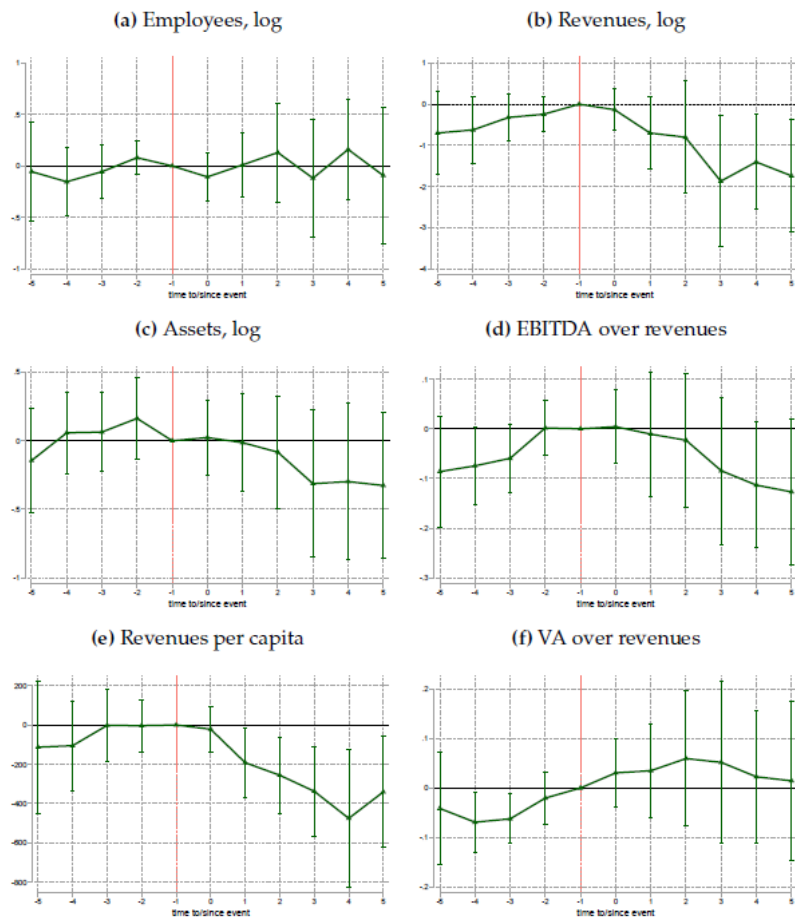 (a) Employees, log
1
.5
0
-.5
-1
-5 -4 -3 -2 -1 0 1 2 3 4 5
time to/since event
(b) Revenues, log
1
0
-1
-2
-3
-4
-5 -4 -3 -2 -1 0 1 2 3 4 5
time to/since event
(c) Assets, log
.5
0
-.5
-1
-5 -4 -3 -2 -1 0 1 2 3 4 5
time to/since event
(d) EBITDA over revenues
.1
0
-.1
-.2
-.3
-5 -4 -3 -2 -1 0 1 2 3 4 5
time to/since event
(e) Revenues per capita
200
0
-200
-400
-600
-800
-5 -4 -3 -2 -1 0 1 2 3 4 5
time to/since event
(f) VA over revenues
.2
.1
0
-.1
-.2
-5 -4 -3 -2 -1 0 1 2 3 4 5
time to/since event